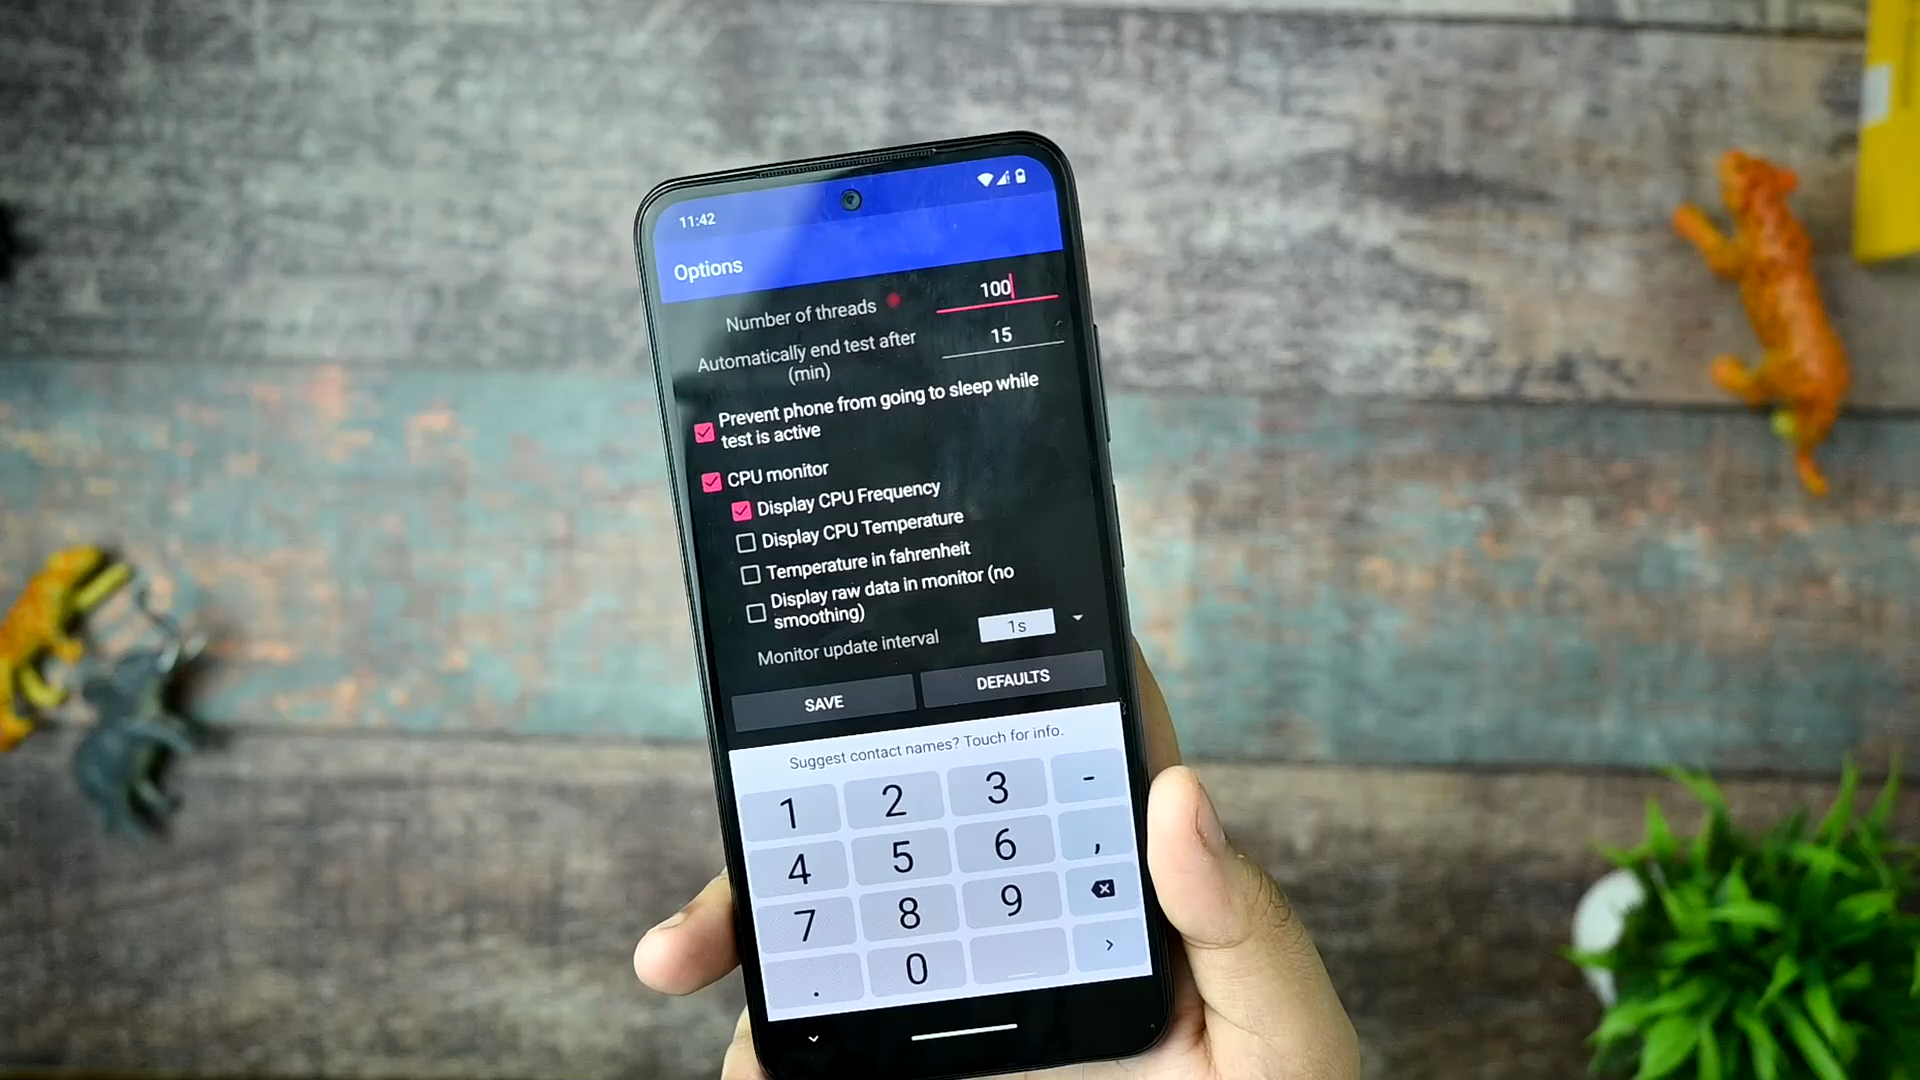 11:42
Options
Number of threads 100
Automatically end test after
(min) 15
Prevent phone from going to sleep while
test is active
CPU monitor
Display CPU Frequency
Display CPU Temperature
Temperature in fahrenheit
Display raw data in monitor (no
smoothing)
Monitor update interval 1s
SAVE DEFAULTS
Suggest contact names? Touch for info.
1 2 3 -
4 5 6 ,
7 8 9
. 0